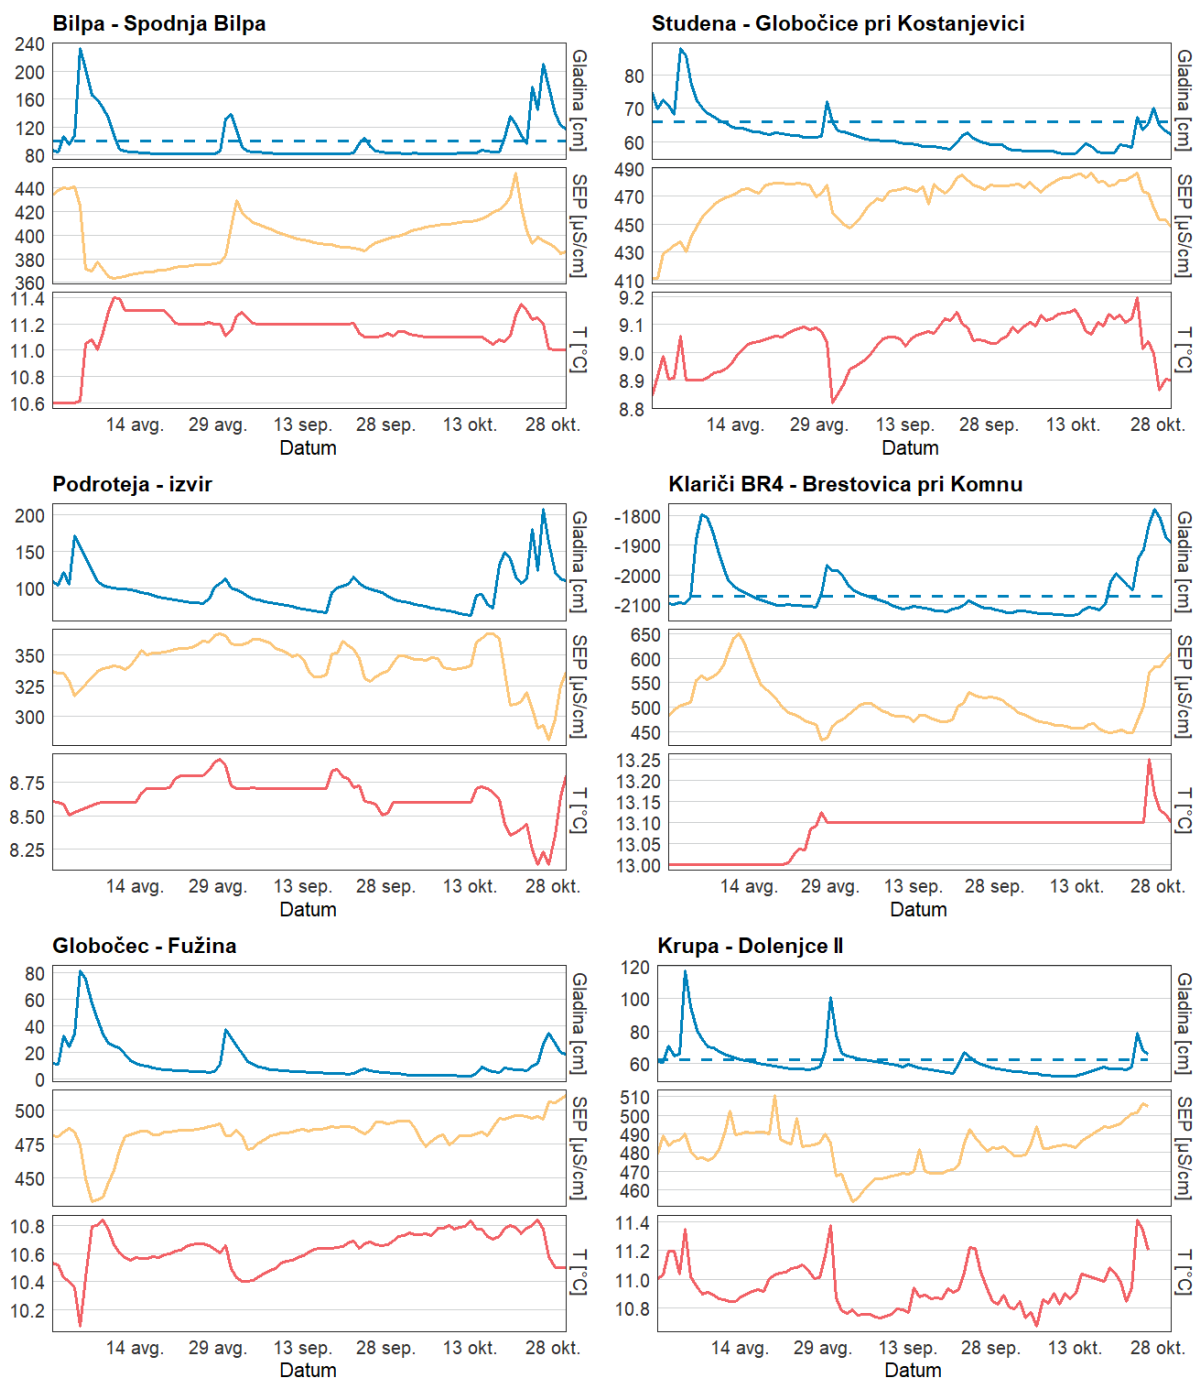 Bilpa - Spodnja Bilpa
240
200
160
120
80
Gladina [cm]
440
420
400
380
360
SEP [µS/cm]
11.4
11.2
11.0
10.8
10.6
T [°C]
14 avg.
29 avg.
13 sep.
28 sep.
13 okt.
28 okt.
Datum
Studena - Globočice pri Kostanjevici
80
70
60
Gladina [cm]
490
470
450
430
410
SEP [µS/cm]
9.2
9.1
9.0
8.9
8.8
T [°C]
14 avg.
29 avg.
13 sep.
28 sep.
13 okt.
28 okt.
Datum
Podroteja - izvir
200
150
100
Gladina [cm]
350
325
300
SEP [µS/cm]
8.75
8.50
8.25
T [°C]
14 avg.
29 avg.
13 sep.
28 sep.
13 okt.
28 okt.
Datum
Klariči BR4 - Brestovica pri Komnu
-1800
-1900
-2000
-2100
Gladina [cm]
650
600
550
500
450
SEP [µS/cm]
13.25
13.20
13.15
13.10
13.05
13.00
T [°C]
14 avg.
29 avg.
13 sep.
28 sep.
13 okt.
28 okt.
Datum
Globočec - Fužina
80
60
40
20
0
Gladina [cm]
500
475
450
SEP [µS/cm]
10.8
10.6
10.4
10.2
T [°C]
14 avg.
29 avg.
13 sep.
28 sep.
13 okt.
28 okt.
Datum
Krupa - Dolenjce II
120
100
80
60
Gladina [cm]
510
500
490
480
470
460
SEP [µS/cm]
11.4
11.2
11.0
10.8
T [°C]
14 avg.
29 avg.
13 sep.
28 sep.
13 okt.
28 okt.
Datum